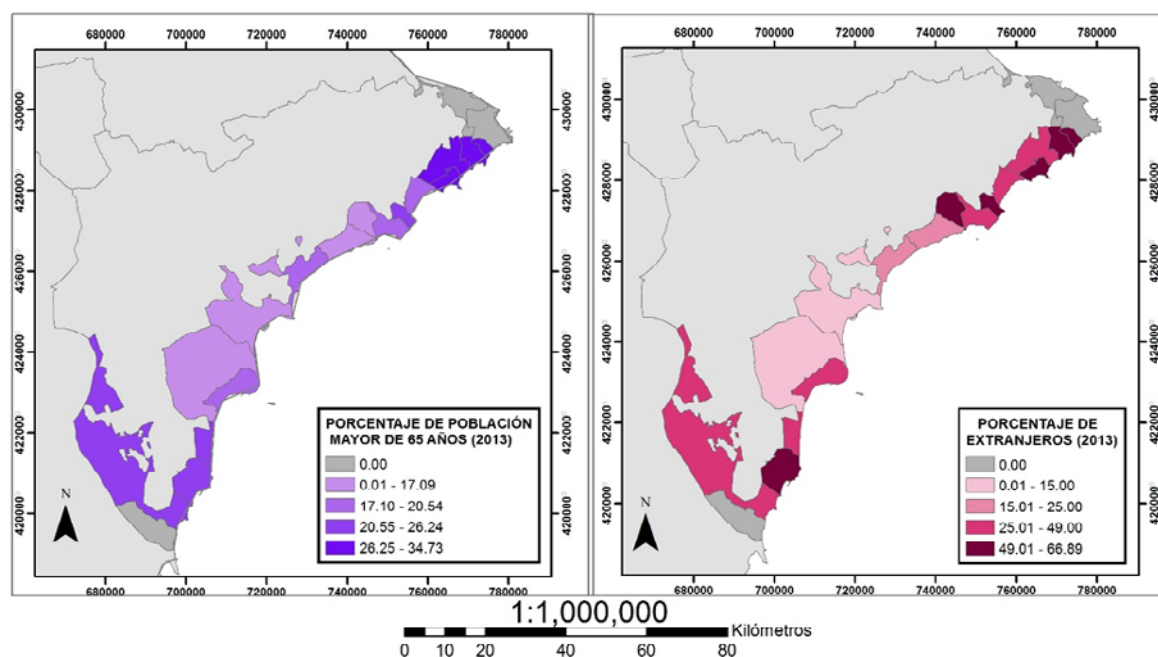 680000 700000 720000 740000 760000 780000
430000
428000
426000
424000
422000
420000
PORCENTAJE DE POBLACIÓN
MAYOR DE 65 AÑOS (2013)
0.00
0.01 - 17.09
17.10 - 20.54
20.55 - 26.24
26.25 - 34.73
N
680000 700000 720000 740000 760000 780000
680000 700000 720000 740000 760000 780000
430000
428000
426000
424000
422000
420000
PORCENTAJE DE
EXTRANJEROS (2013)
0.00
0.01 - 15.00
15.01 - 25.00
25.01 - 49.00
49.01 - 66.89
N
680000 700000 720000 740000 760000 780000
1:1,000,000
Kilómetros
0 10 20 40 60 80